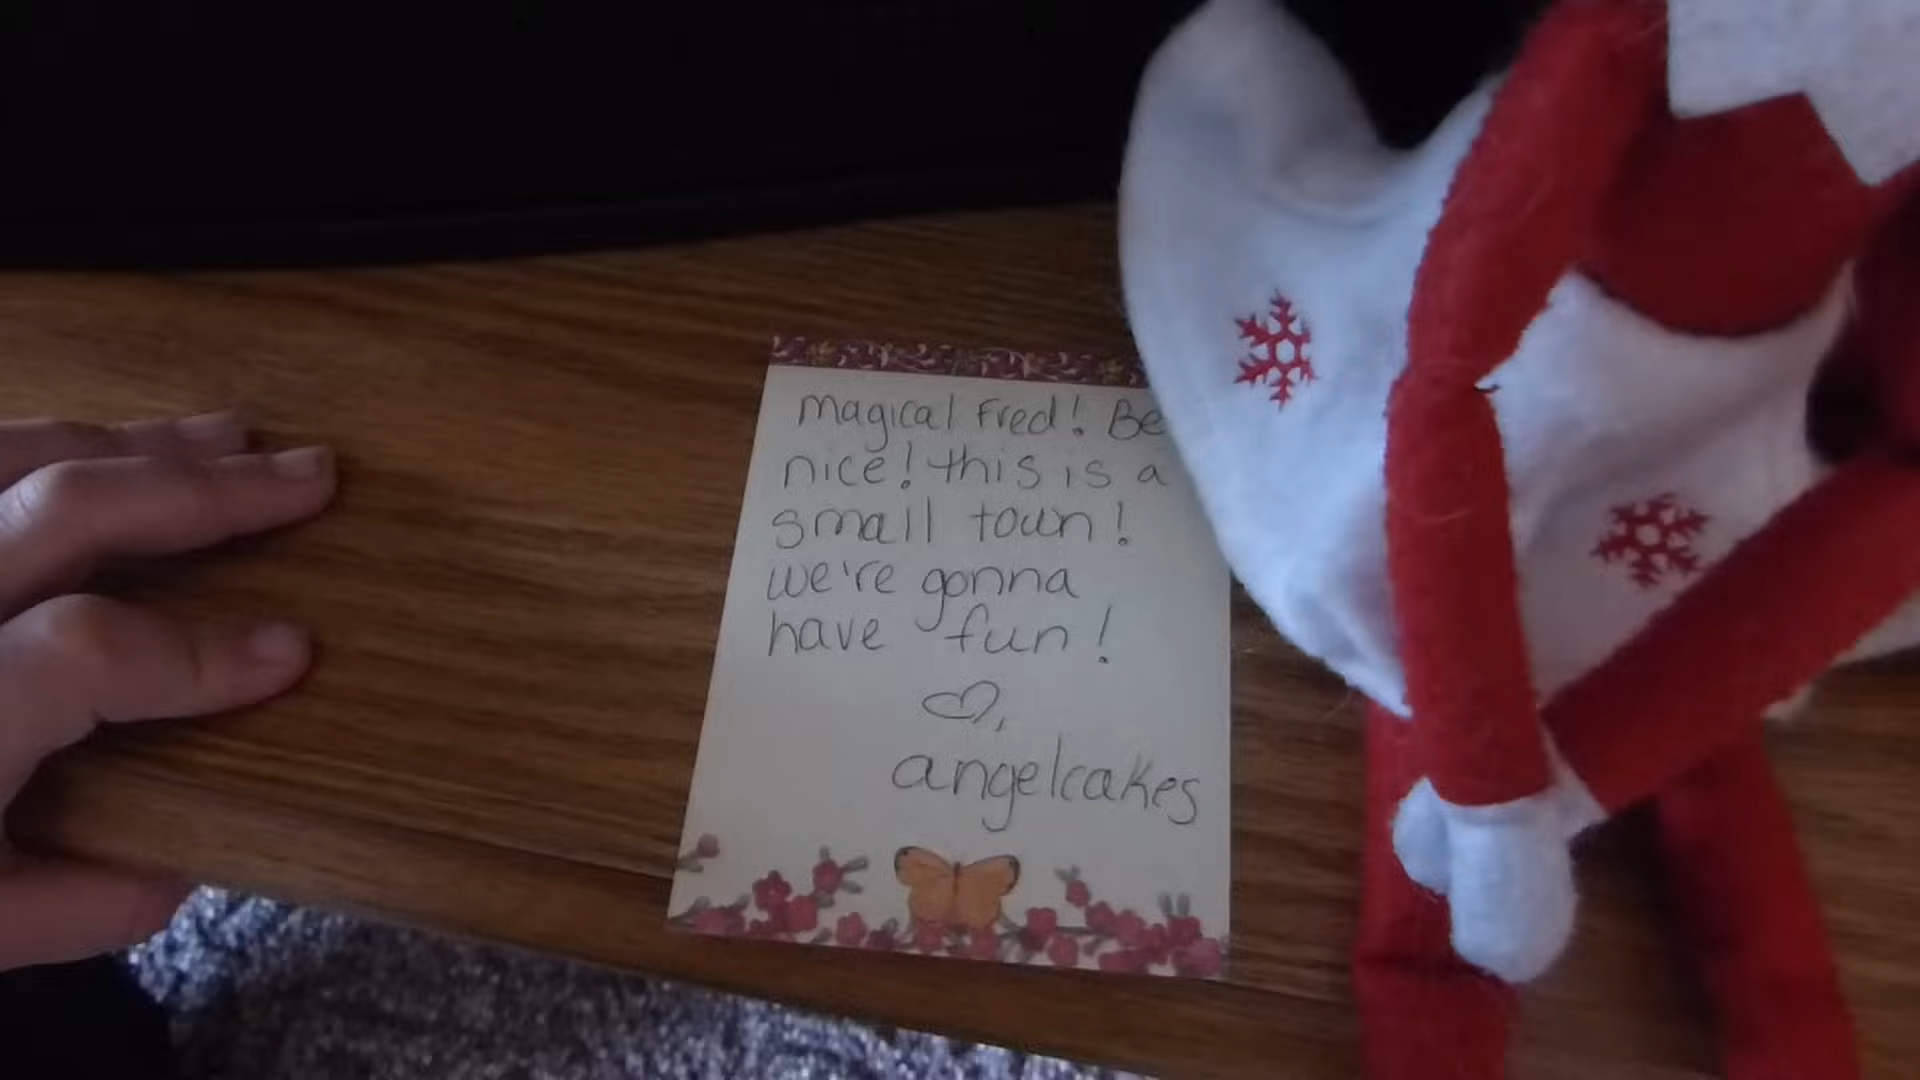 magical Fred! Be
nice! this is a
small town!
we're gonna
have fun!
♡,
angelcakes